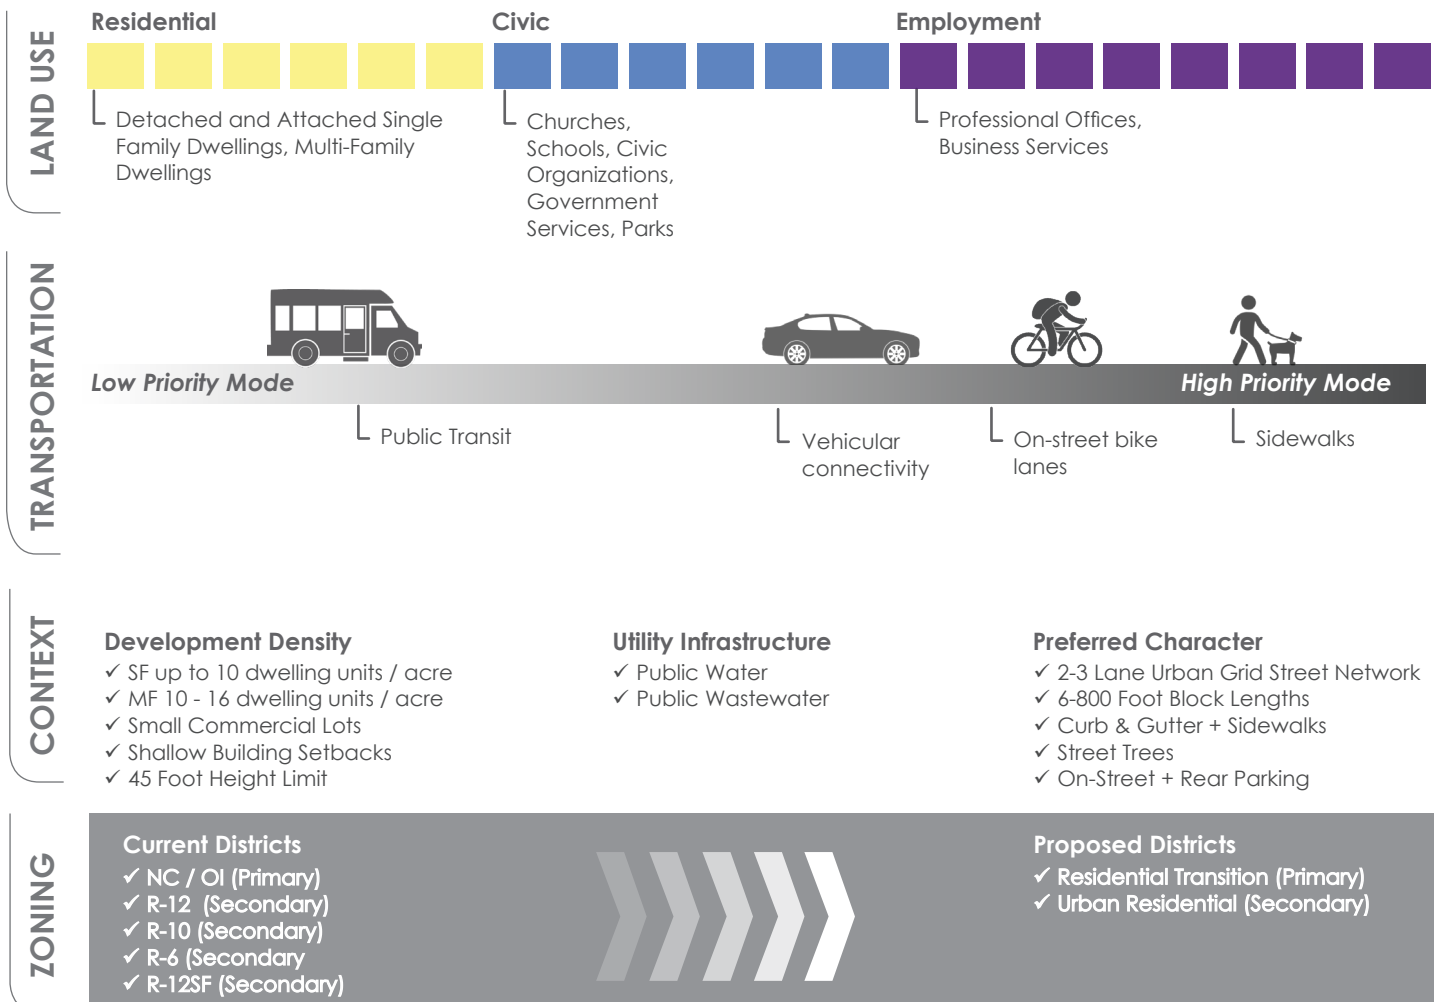 LAND USE
Residential
Detached and Attached Single
Family Dwellings, Multi-Family
Dwellings
Civic
Churches,
Schools, Civic
Organizations,
Government
Services, Parks
Employment
Professional Offices,
Business Services
TRANSPORTATION
Low Priority Mode
High Priority Mode
Public Transit
Vehicular
connectivity
On-street bike
lanes
Sidewalks
CONTEXT
Development Density
✓ SF up to 10 dwelling units / acre
✓ MF 10 - 16 dwelling units / acre
✓ Small Commercial Lots
✓ Shallow Building Setbacks
✓ 45 Foot Height Limit
Utility Infrastructure
✓ Public Water
✓ Public Wastewater
Preferred Character
✓ 2-3 Lane Urban Grid Street Network
✓ 6-800 Foot Block Lengths
✓ Curb & Gutter + Sidewalks
✓ Street Trees
✓ On-Street + Rear Parking
ZONING
Current Districts
✓ NC / OI (Primary)
✓ R-12 (Secondary)
✓ R-10 (Secondary)
✓ R-6 (Secondary
✓ R-12SF (Secondary)
Proposed Districts
✓ Residential Transition (Primary)
✓ Urban Residential (Secondary)